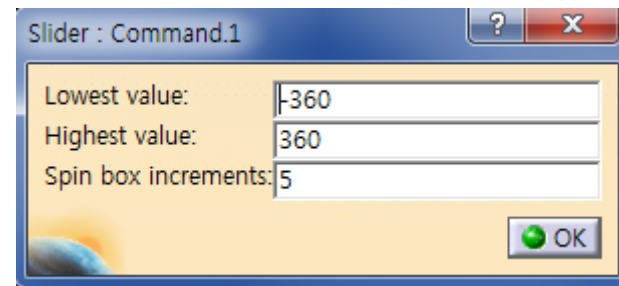 Slider : Command.1
?
X
Lowest value: -360
Highest value: 360
Spin box increments: 5
OK